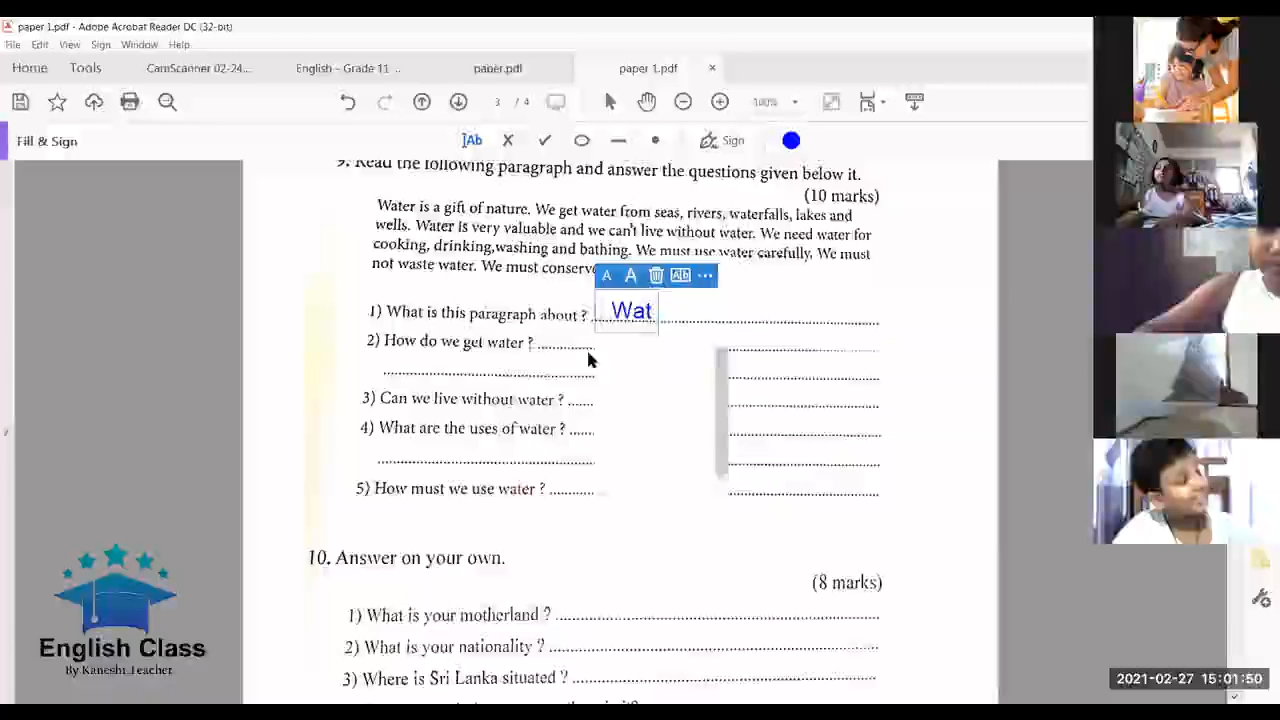 paper 1.pdf - Adobe Acrobat Reader DC (32-bit)
File Edit View Sign Window Help
Home Tools CamScanner 02-24... English - Grade 11 ... paper.pdf paper 1.pdf ×
3 / 4 100%
Fill & Sign IAb Sign
9. Read the following paragraph and answer the questions given below it.
(10 marks)
Water is a gift of nature. We get water from seas, rivers, waterfalls, lakes and
wells. Water is very valuable and we can't live without water. We need water for
cooking, drinking,washing and bathing. We must use water carefully. We must
not waste water. We must conserve
A A Ab ...
1) What is this paragraph about ? Wat
2) How do we get water ?
3) Can we live without water ?
4) What are the uses of water ?
5) How must we use water ?
10. Answer on your own.
(8 marks)
1) What is your motherland ?
2) What is your nationality ?
3) Where is Sri Lanka situated ?
English Class
By Kaneshi Teacher
2021-02-27 15:01:50